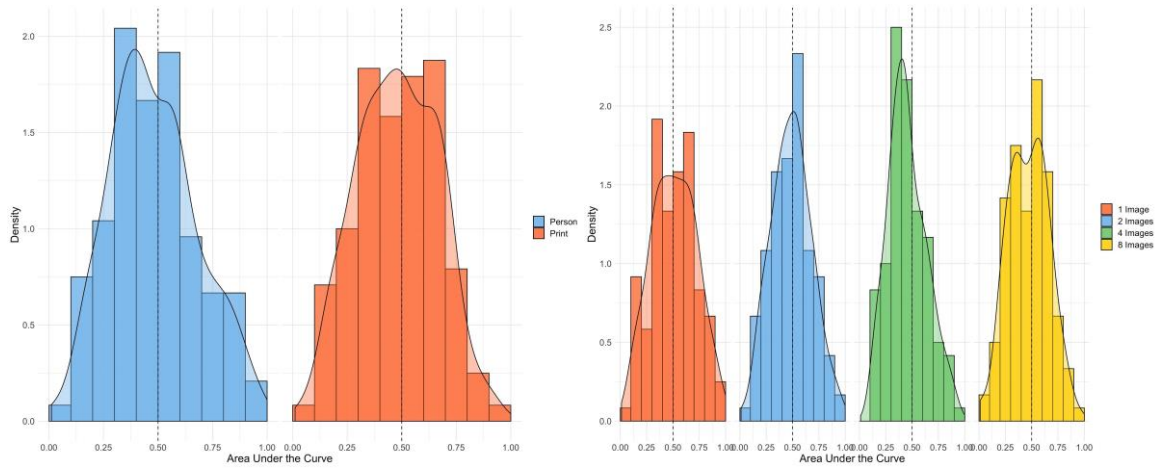 2.0
1.5
1.0
0.5
0.0
Density
0.00 0.25 0.50 0.75 1.00 0.00 0.25 0.50 0.75 1.00
Area Under the Curve
Person
Print
2.5
2.0
1.5
1.0
0.5
0.0
Density
0.00 0.25 0.50 0.75 1.00 0.00 0.25 0.50 0.75 1.00 0.00 0.25 0.50 0.75 1.00 0.00 0.25 0.50 0.75 1.00
Area Under the Curve
1 Image
2 Images
4 Images
8 Images